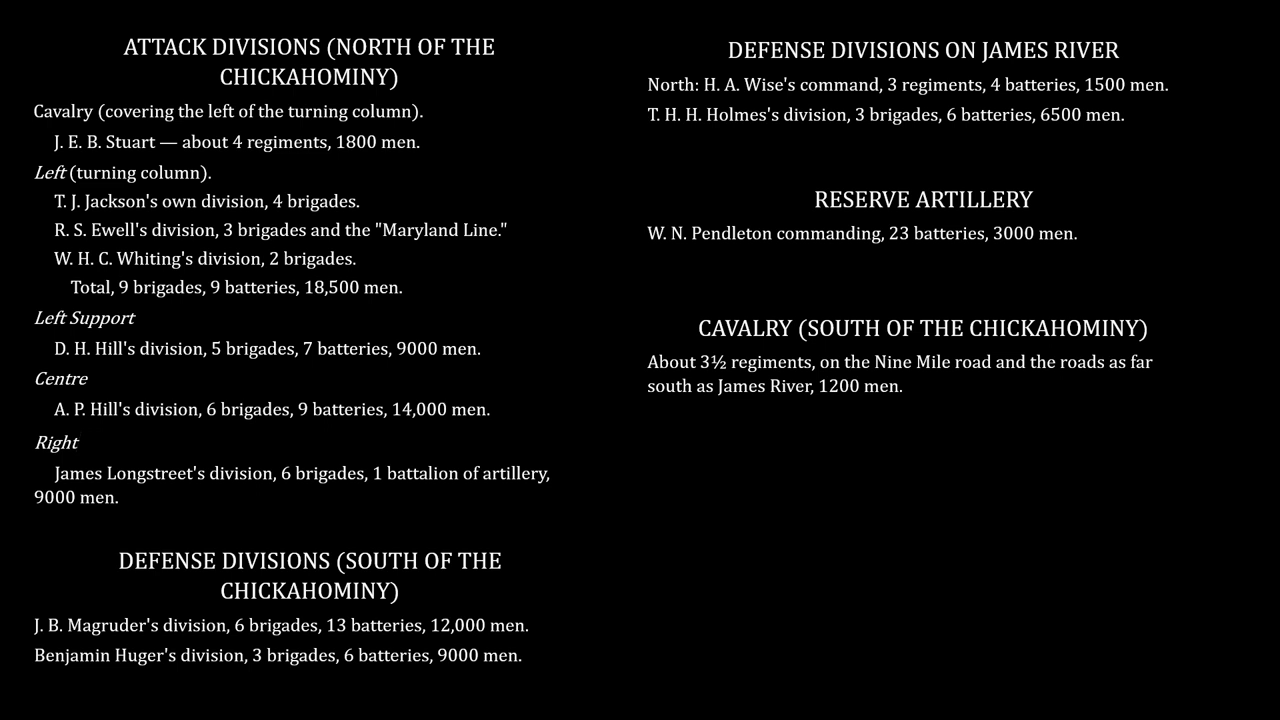 ATTACK DIVISIONS (NORTH OF THE
CHICKAHOMINY)
Cavalry (covering the left of the turning column).
J. E. B. Stuart — about 4 regiments, 1800 men.
Left (turning column).
T. J. Jackson's own division, 4 brigades.
R. S. Ewell's division, 3 brigades and the "Maryland Line."
W. H. C. Whiting's division, 2 brigades.
Total, 9 brigades, 9 batteries, 18,500 men.
Left Support
D. H. Hill's division, 5 brigades, 7 batteries, 9000 men.
Centre
A. P. Hill's division, 6 brigades, 9 batteries, 14,000 men.
Right
James Longstreet's division, 6 brigades, 1 battalion of artillery,
9000 men.
DEFENSE DIVISIONS (SOUTH OF THE
CHICKAHOMINY)
J. B. Magruder's division, 6 brigades, 13 batteries, 12,000 men.
Benjamin Huger's division, 3 brigades, 6 batteries, 9000 men.
DEFENSE DIVISIONS ON JAMES RIVER
North: H. A. Wise's command, 3 regiments, 4 batteries, 1500 men.
T. H. H. Holmes's division, 3 brigades, 6 batteries, 6500 men.
RESERVE ARTILLERY
W. N. Pendleton commanding, 23 batteries, 3000 men.
CAVALRY (SOUTH OF THE CHICKAHOMINY)
About 3½ regiments, on the Nine Mile road and the roads as far
south as James River, 1200 men.